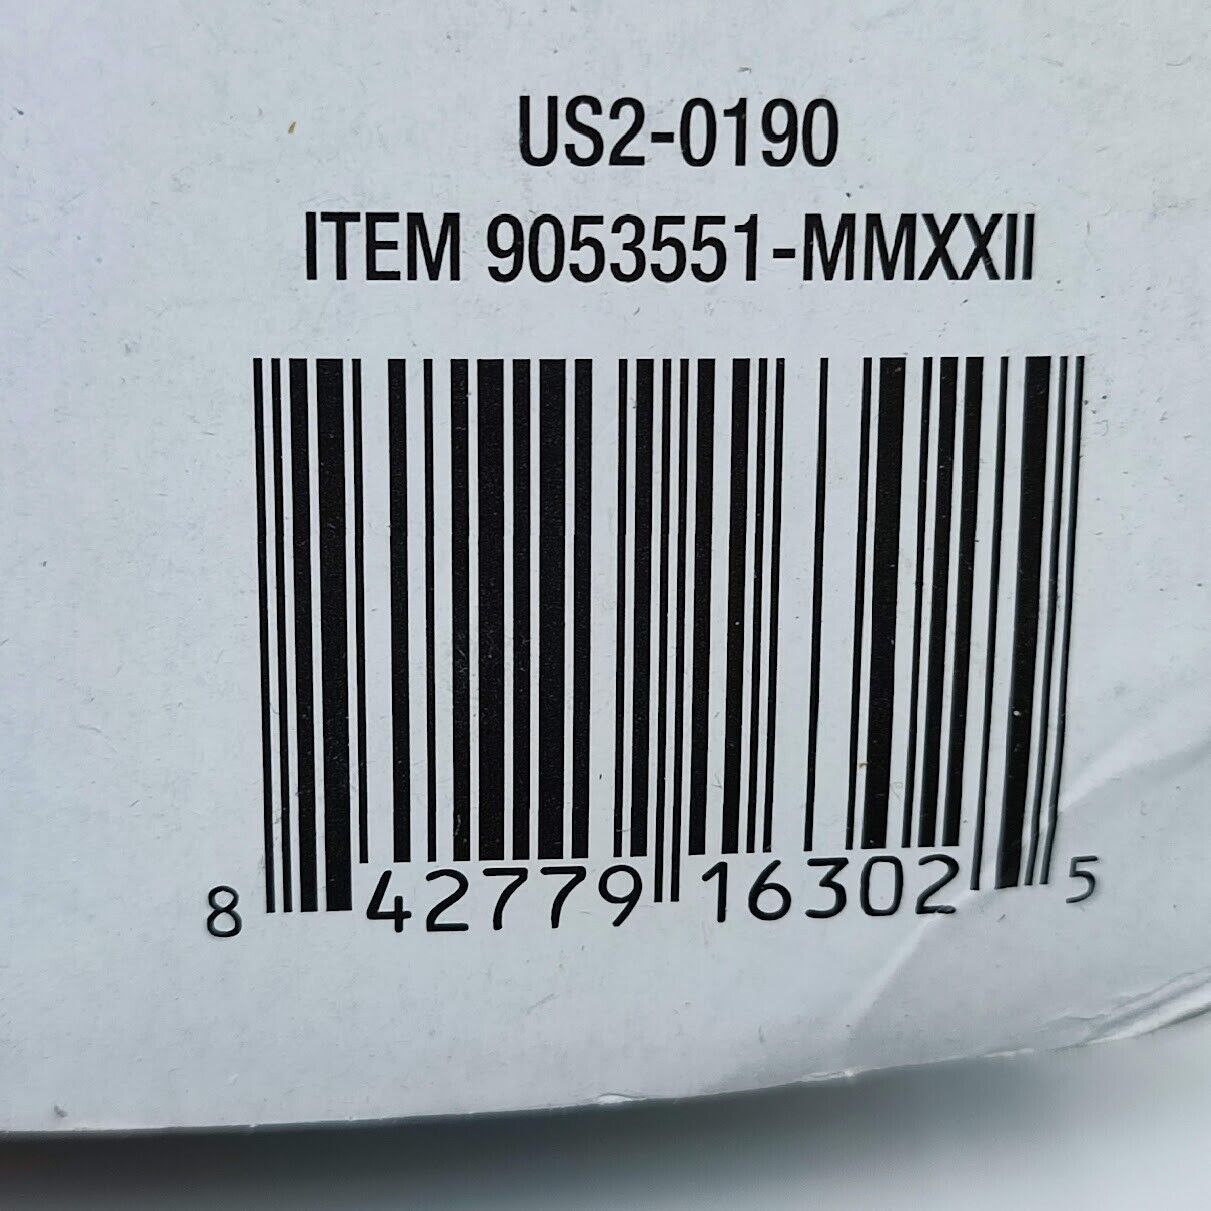 US2-0190
ITEM 9053551-MMXXII
8 42779 16302 5